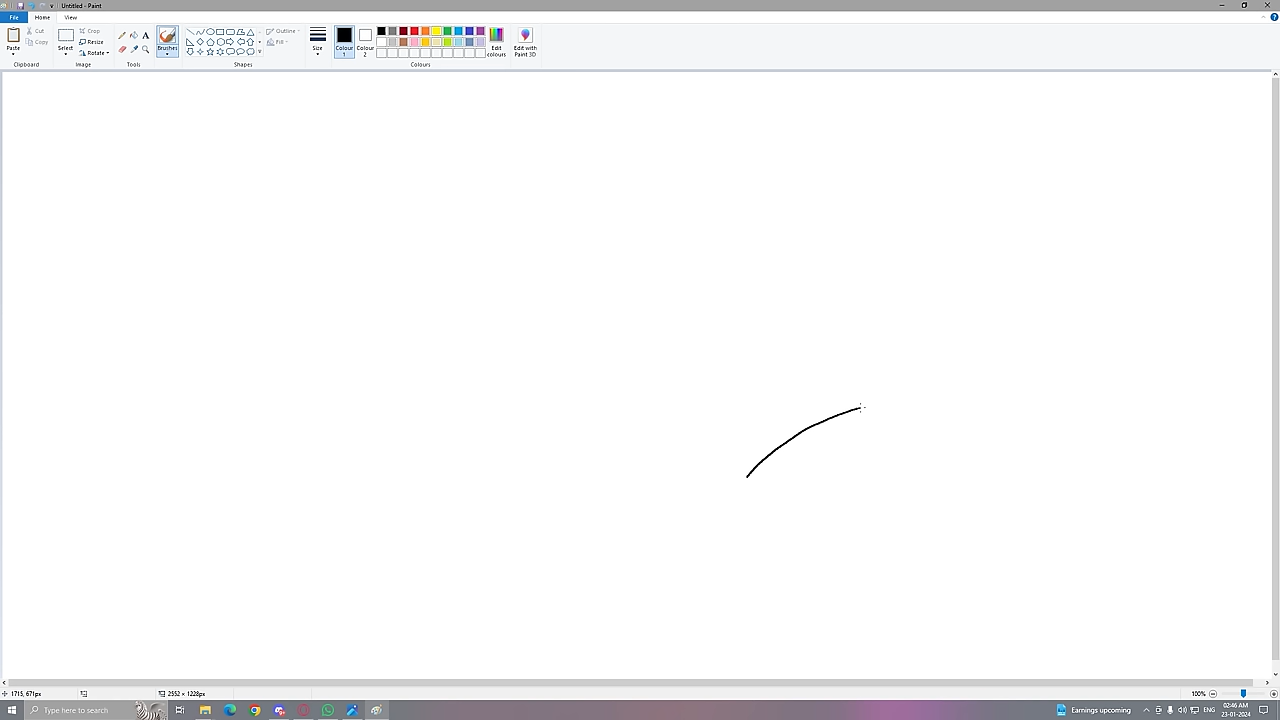 Untitled - Paint
File Home View
Paste Cut Copy
Select Crop Resize Rotate
Brushes
Outline
Fill
Size
Colour 1
Colour 2
Edit colours
Edit with Paint 3D
Clipboard Image Tools Shapes Colours
1715, 671px 2552 × 1228px 100%
Type here to search
Earnings upcoming
ENG
02:46 AM
23-01-2024